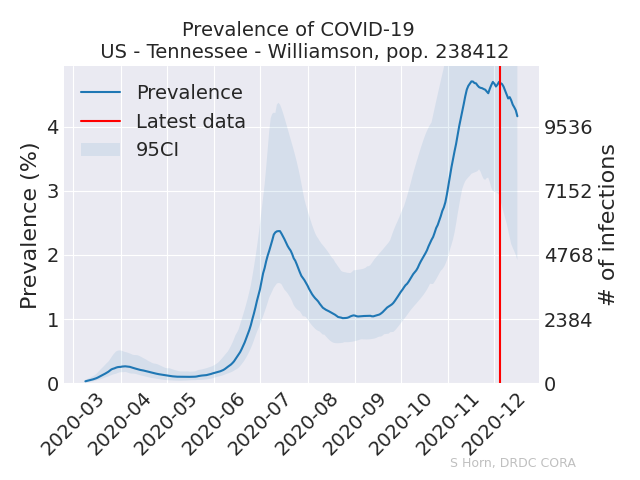 Prevalence of COVID-19
US - Tennessee - Williamson, pop. 238412
Prevalence
Latest data
95CI
Prevalence (%)
4
3
2
1
0
9536
7152
4768
2384
0
# of infections
2020-03
2020-04
2020-05
2020-06
2020-07
2020-08
2020-09
2020-10
2020-11
2020-12
S Horn, DRDC CORA